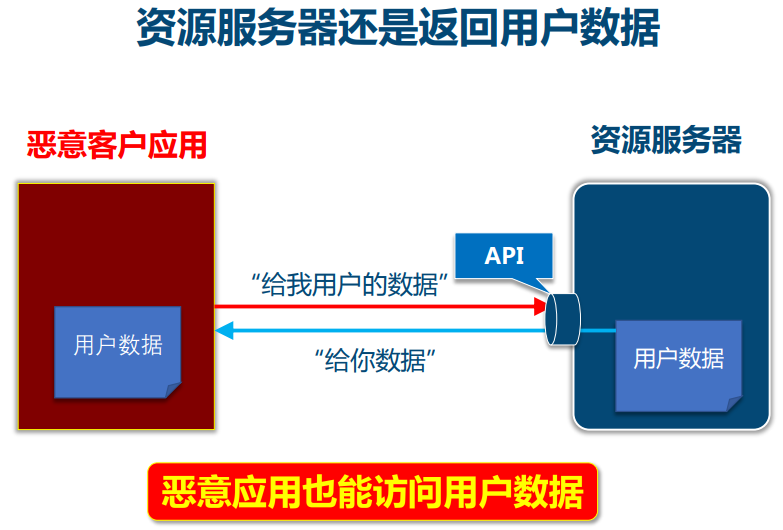 资源服务器还是返回用户数据
恶意客户应用
资源服务器
API
“给我用户的数据”
用户数据
用户数据
“给你数据”
恶意应用也能访问用户数据